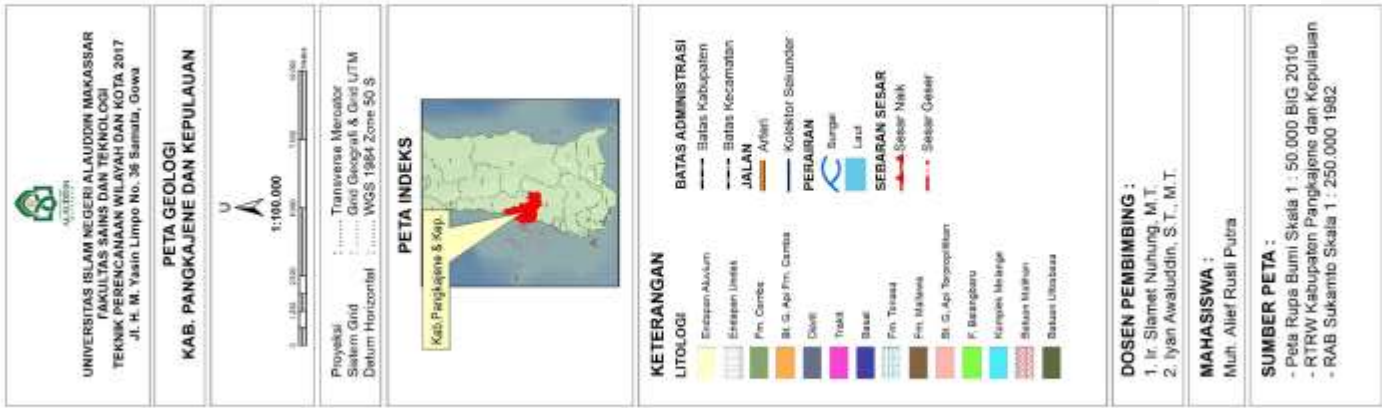 UNIVERSITAS ISLAM NEGERI ALAUDDIN MAKASSAR
FAKULTAS SAINS DAN TEKNOLOGI
TEKNIK PERENCANAAN WILAYAH DAN KOTA 2017
Jl. H. M. Yasin Limpo No. 36 Samata, Gowa
PETA GEOLOGI
KAB. PANGKAJENE DAN KEPULAUAN
U
1:100.000
Proyeksi : ....... Transverse Mercator
Sistem Grid : ....... Grid Geografi & Grid UTM
Datum Horizontal : ....... WGS 1984 Zone 50 S
PETA INDEKS
Kab.Pangkajene & Kep.
KETERANGAN
LITOLOGI
Endapan Aluvium
Endapan Undak
Fm. Camba
Bt. G. Api Fm. Camba
Diorit
Trakit
Basal
Fm. Tonasa
Fm. Mallawa
Bt. G. Api Terpropilitkan
F. Barangbaru
Komplek Melange
Batuan Malihan
Batuan Ultrabasa
BATAS ADMINISTRASI
Batas Kabupaten
Batas Kecamatan
JALAN
Arteri
Kolektor Sekunder
PERAIRAN
Sungai
Laut
SEBARAN SESAR
Sesar Naik
Sesar Geser
DOSEN PEMBIMBING :
1. Ir. Slamet Nuhung, M.T.
2. Iyan Awaluddin, S.T., M.T.
MAHASISWA :
Muh. Alief Rusli Putra
SUMBER PETA :
- Peta Rupa Bumi Skala 1 : 50.000 BIG 2010
- RTRW Kabupaten Pangkajene dan Kepulauan
- RAB Sukamto Skala 1 : 250.000 1982